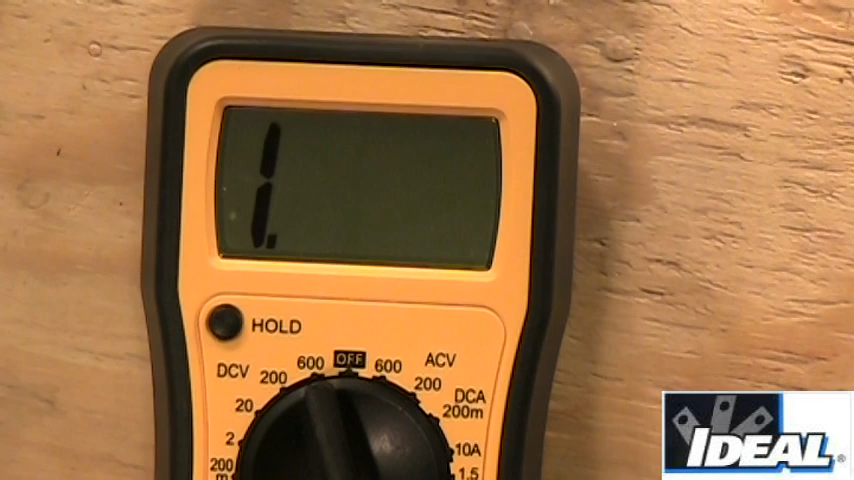 1.
HOLD
OFF
DCV 600 600 ACV
200 200
20 DCA
200m
2 10A
200 1.5
m
IDEAL®